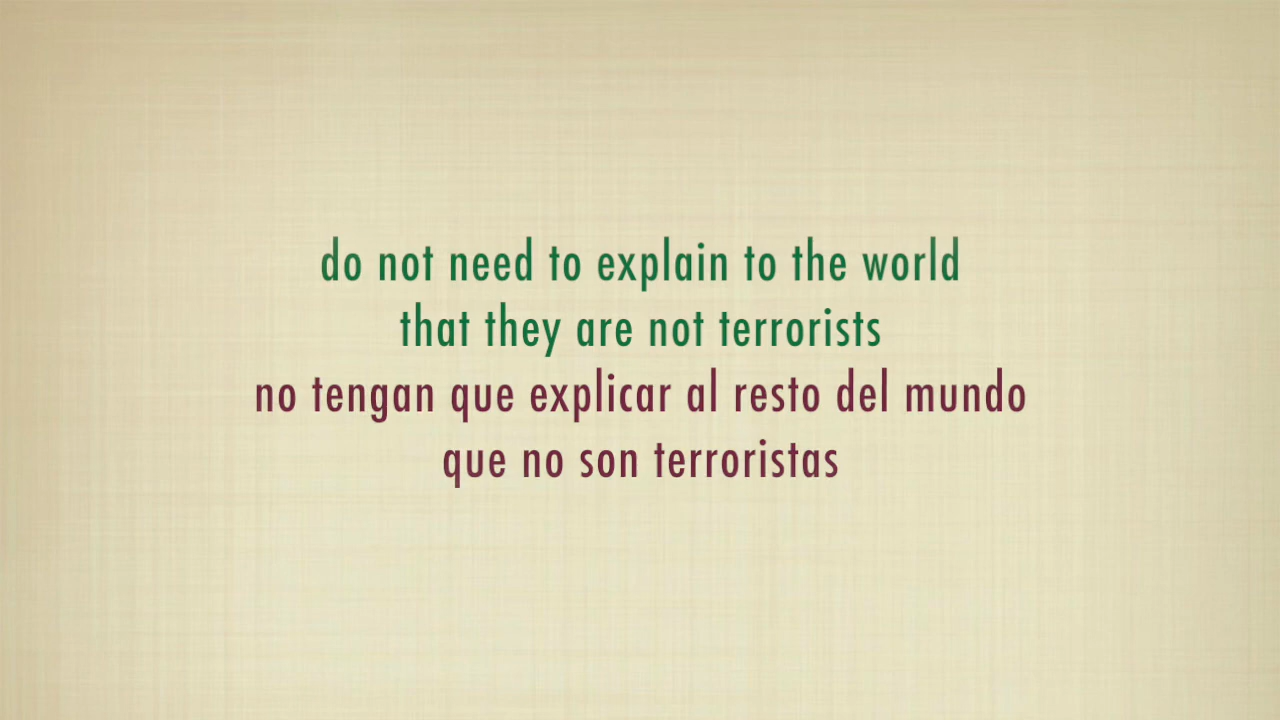 do not need to explain to the world
that they are not terrorists
no tengan que explicar al resto del mundo
que no son terroristas